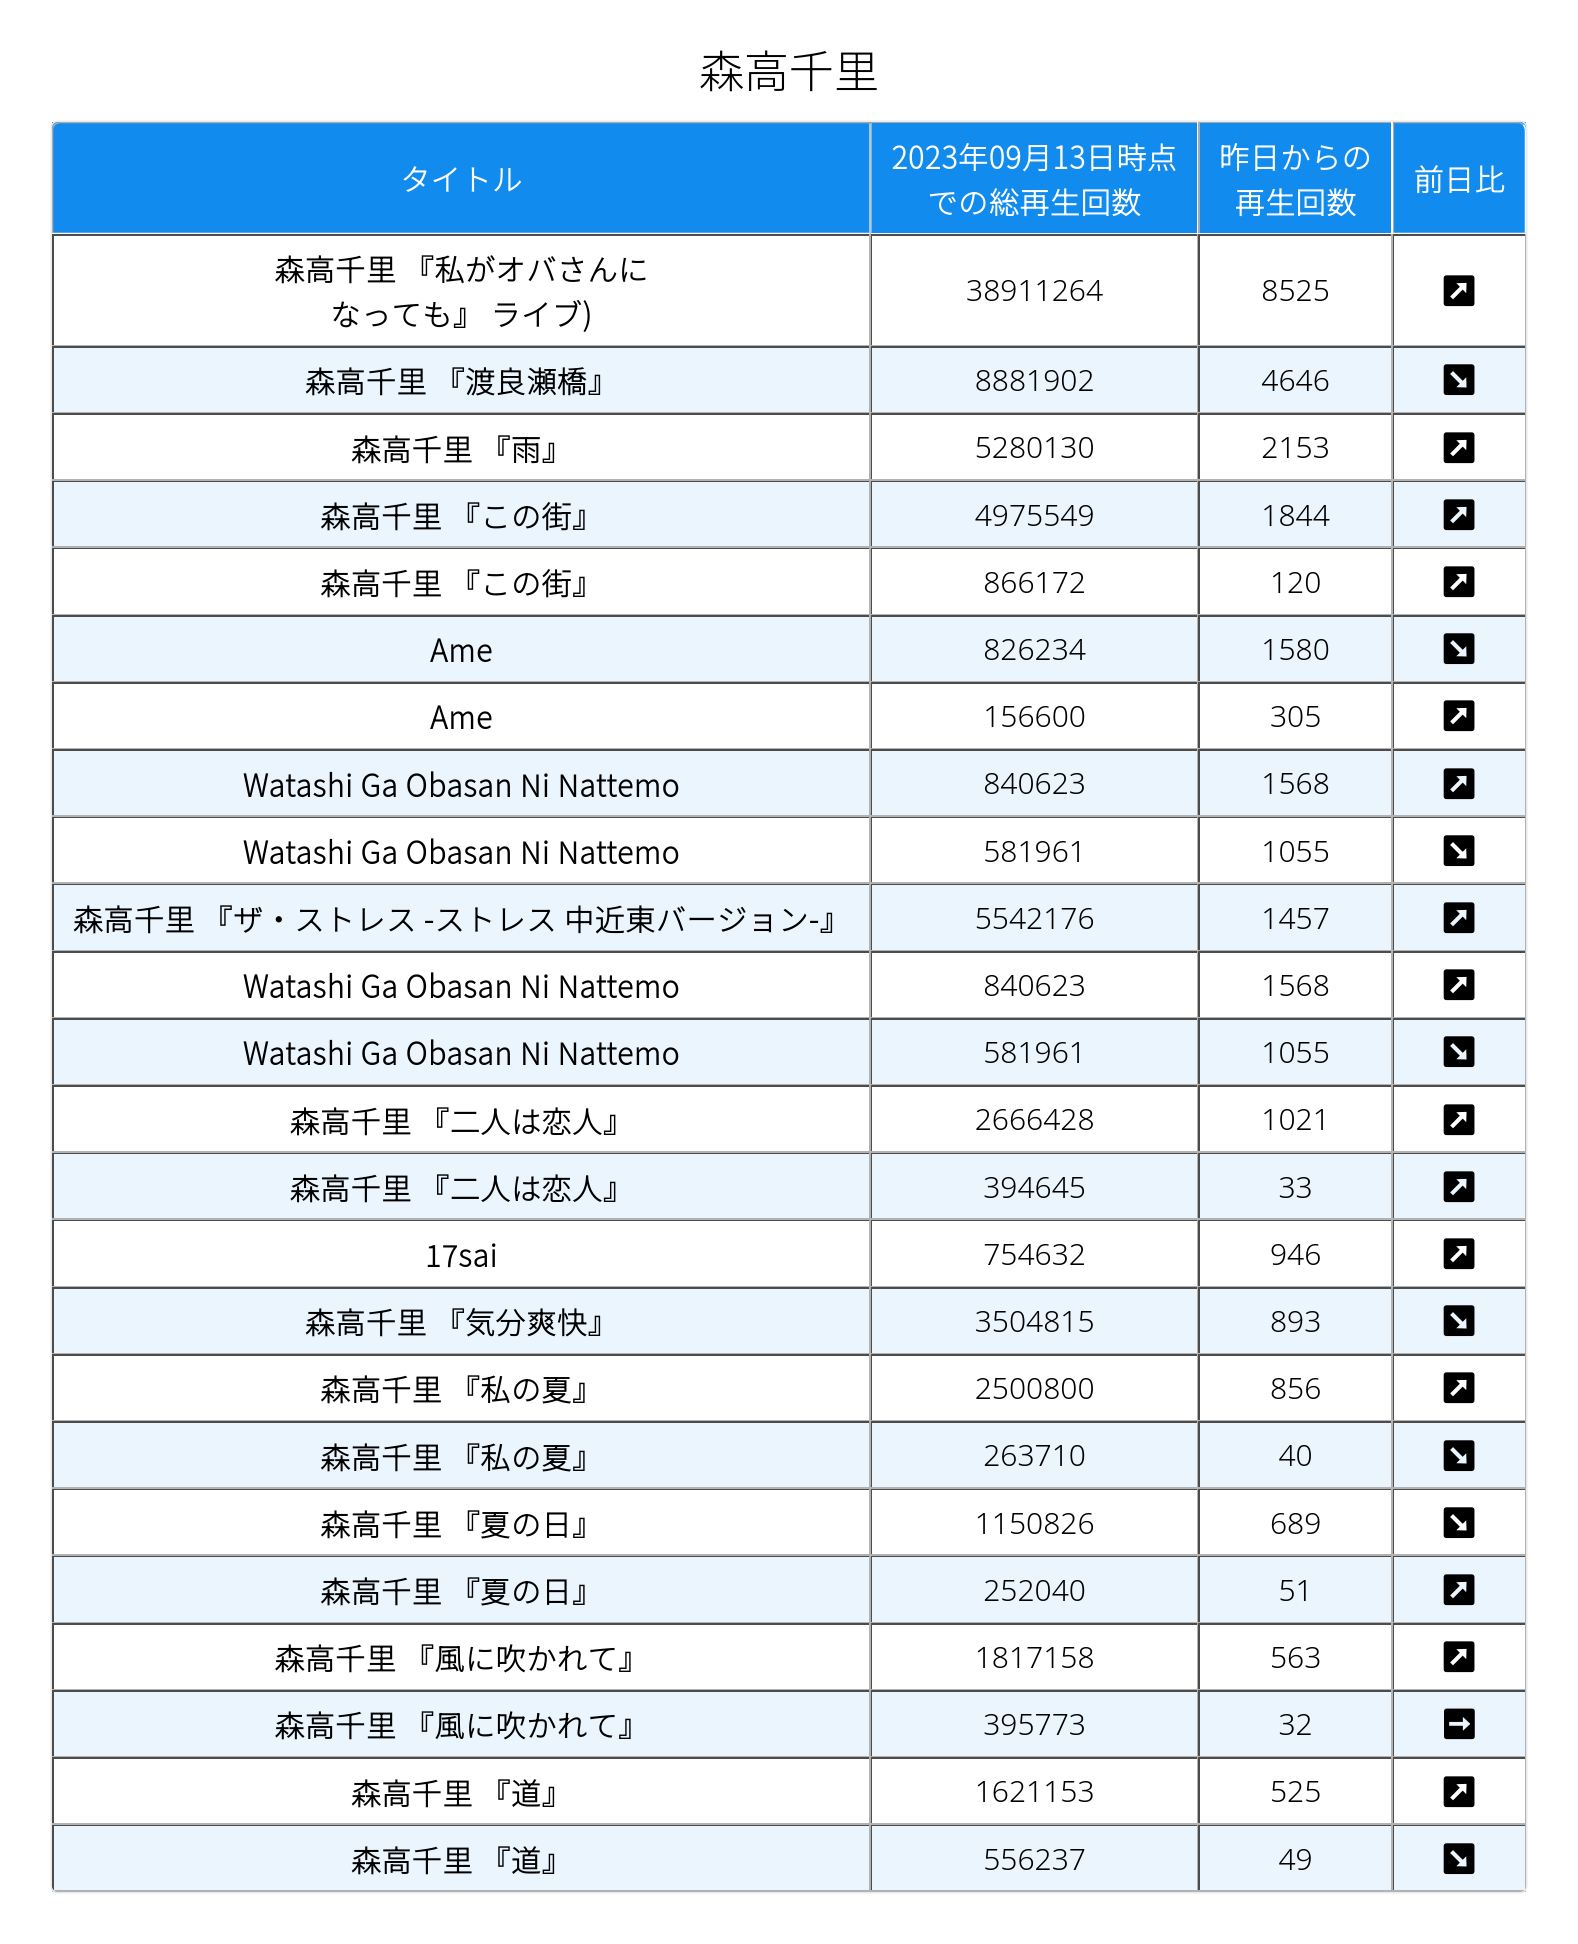 森高千里
タイトル
2023年09月13日時点
での総再生回数
昨日からの
再生回数
前日比
森高千里 『私がオバさんに
なっても』 ライブ)
38911264
8525
森高千里 『渡良瀬橋』
8881902
4646
森高千里 『雨』
5280130
2153
森高千里 『この街』
4975549
1844
森高千里 『この街』
866172
120
Ame
826234
1580
Ame
156600
305
Watashi Ga Obasan Ni Nattemo
840623
1568
Watashi Ga Obasan Ni Nattemo
581961
1055
森高千里 『ザ・ストレス -ストレス 中近東バージョン-』
5542176
1457
Watashi Ga Obasan Ni Nattemo
840623
1568
Watashi Ga Obasan Ni Nattemo
581961
1055
森高千里 『二人は恋人』
2666428
1021
森高千里 『二人は恋人』
394645
33
17sai
754632
946
森高千里 『気分爽快』
3504815
893
森高千里 『私の夏』
2500800
856
森高千里 『私の夏』
263710
40
森高千里 『夏の日』
1150826
689
森高千里 『夏の日』
252040
51
森高千里 『風に吹かれて』
1817158
563
森高千里 『風に吹かれて』
395773
32
森高千里 『道』
1621153
525
森高千里 『道』
556237
49